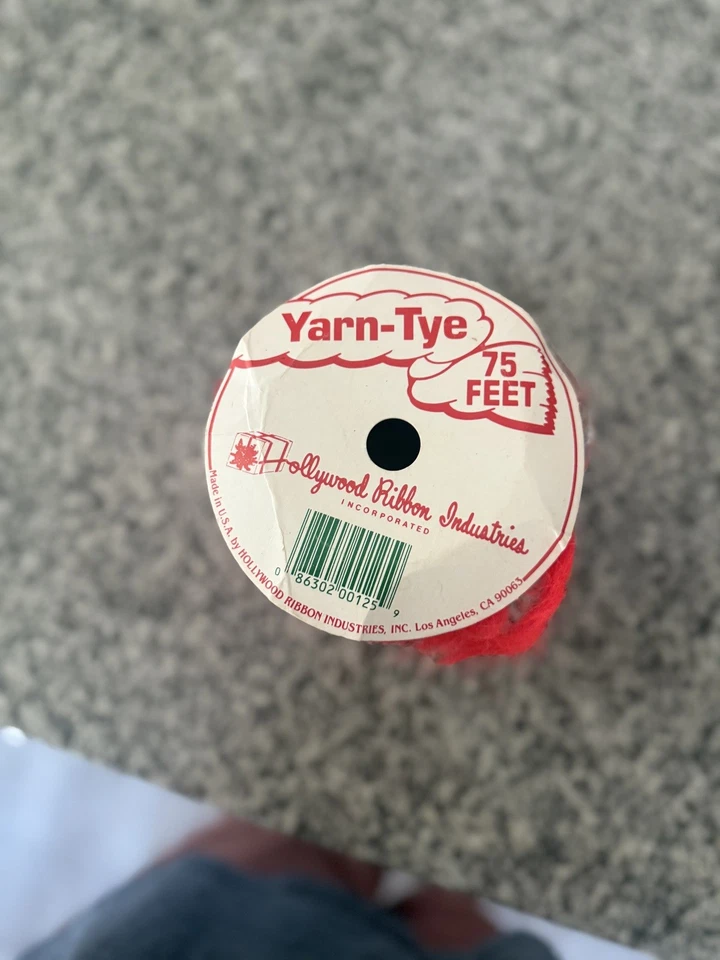 Yarn-Tye
75
FEET
Hollywood Ribbon Industries
INCORPORATED
0 86302 00125 9
Made in U.S.A. by HOLLYWOOD RIBBON INDUSTRIES, INC. Los Angeles, CA 90063